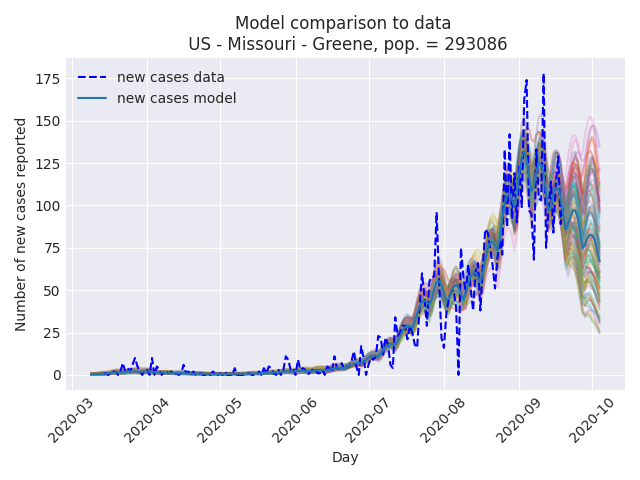 Model comparison to data
US - Missouri - Greene, pop. = 293086
new cases data
new cases model
Number of new cases reported
175
150
125
100
75
50
25
0
2020-03
2020-04
2020-05
2020-06
2020-07
2020-08
2020-09
2020-10
Day